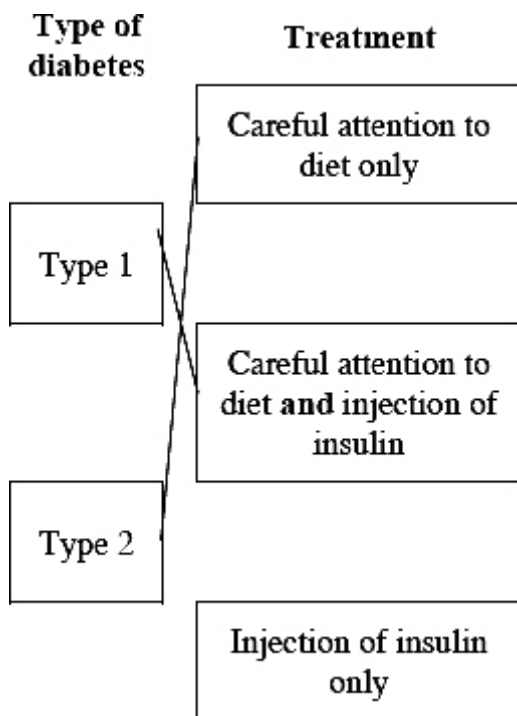 Type of
diabetes
Treatment
Careful attention to
diet only
Type 1
Careful attention to
diet and injection of
insulin
Type 2
Injection of insulin
only